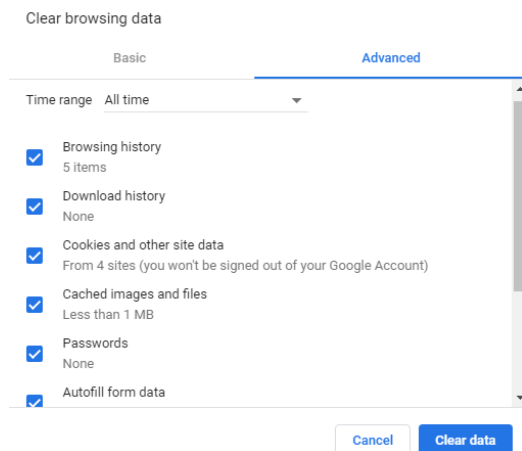 Clear browsing data
Basic
Advanced
Time range All time
Browsing history
5 items
Download history
None
Cookies and other site data
From 4 sites (you won't be signed out of your Google Account)
Cached images and files
Less than 1 MB
Passwords
None
Autofill form data
Cancel
Clear data